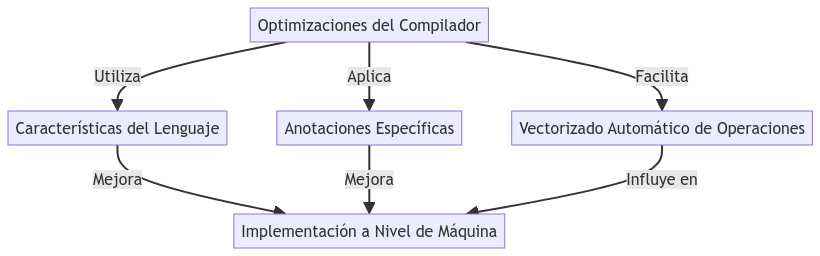 Optimizaciones del Compilador
Utiliza
Aplica
Facilita
Características del Lenguaje
Anotaciones Específicas
Vectorizado Automático de Operaciones
Mejora
Mejora
Influye en
Implementación a Nivel de Máquina